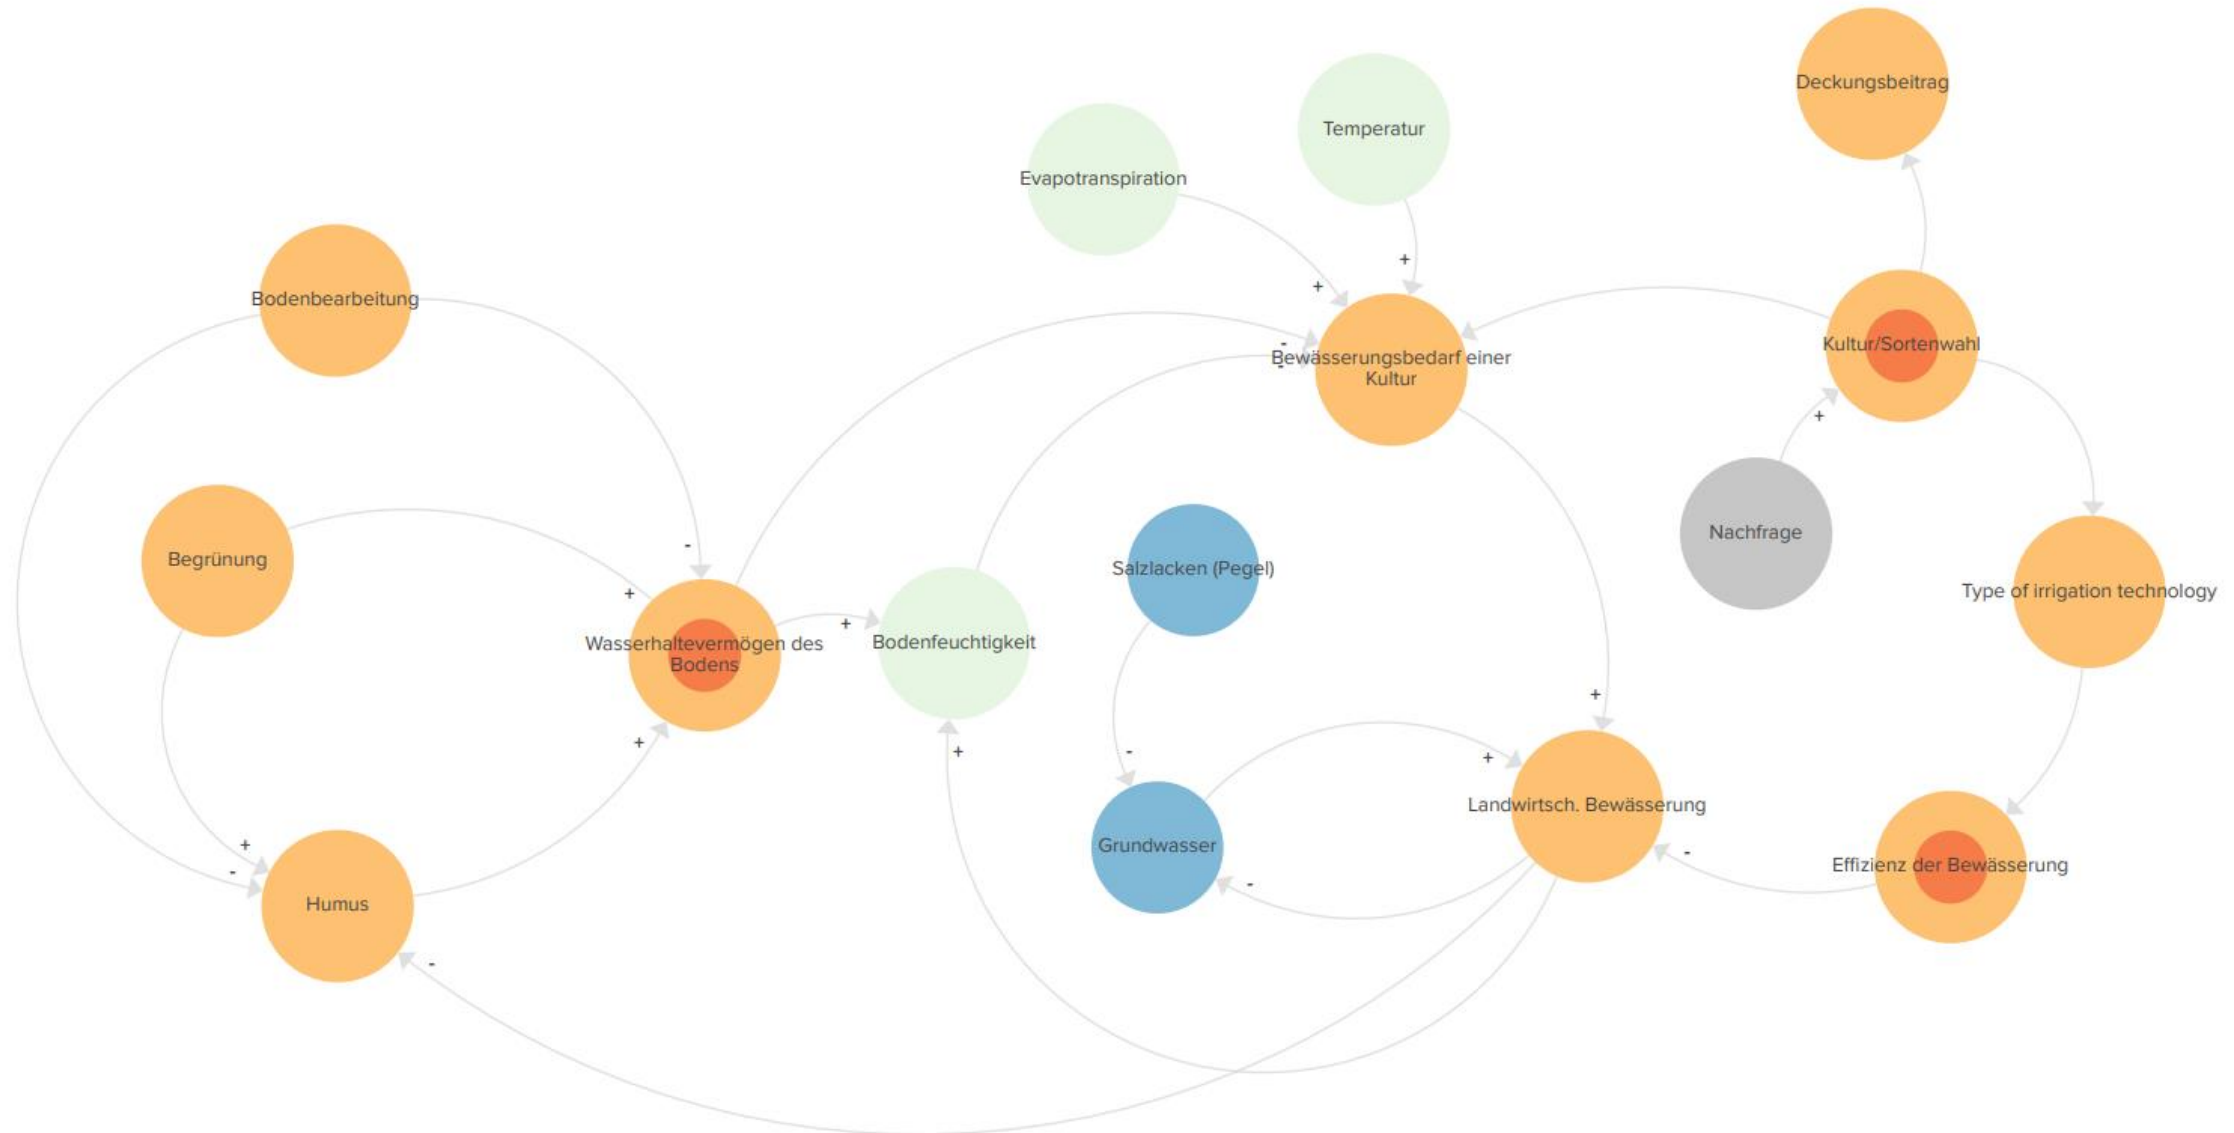 Deckungsbeitrag
Temperatur
Evapotranspiration
+
+
Bodenbearbeitung
-
-
Bewässerungsbedarf einer
Kultur
Kultur/Sortenwahl
+
Nachfrage
-
Begrünung
+
Salzlacken (Pegel)
Type of irrigation technology
Wasserhaltevermögen des
Bodens
+
Bodenfeuchtigkeit
+
+
+
-
+
Landwirtsch. Bewässerung
Grundwasser
+
-
-
-
Effizienz der Bewässerung
Humus
-